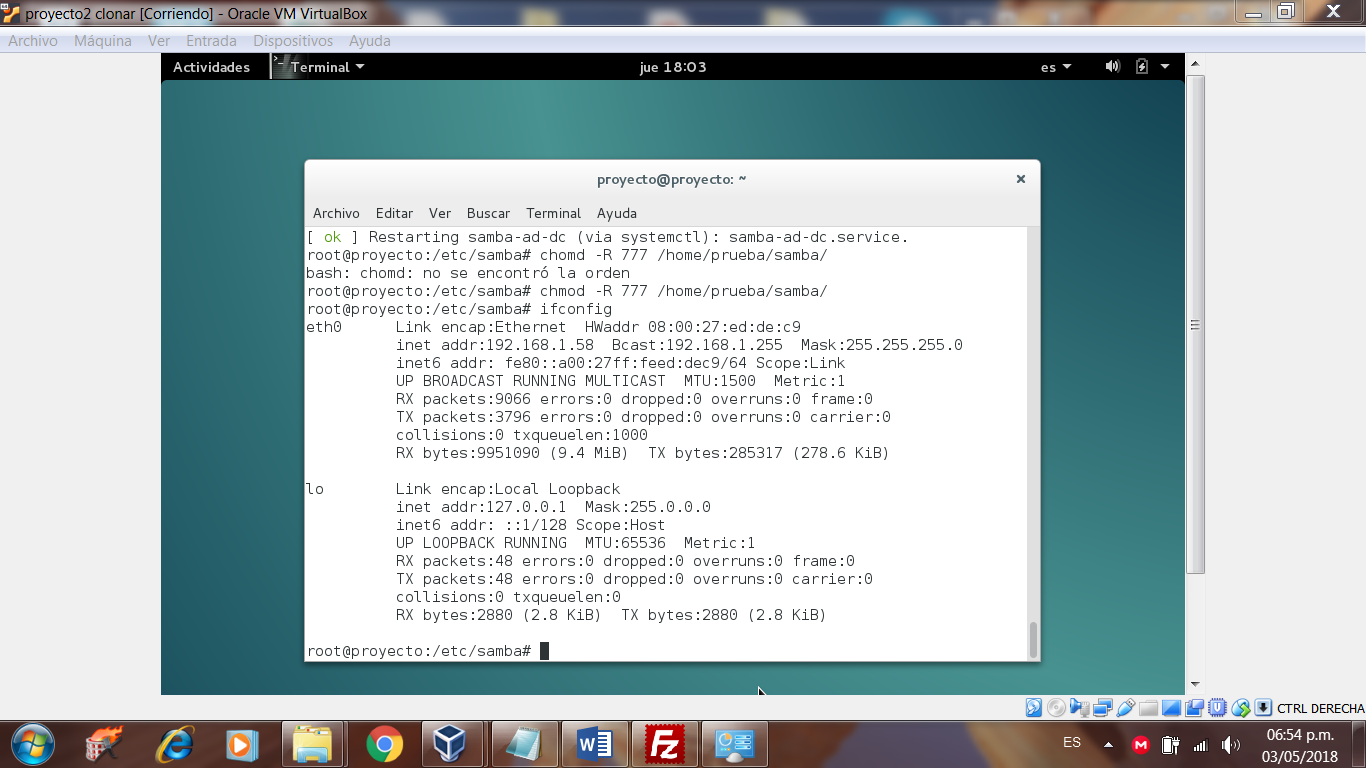 proyecto2 clonar [Corriendo] - Oracle VM VirtualBox
Archivo Máquina Ver Entrada Dispositivos Ayuda
Actividades Terminal jue 18:03 es
proyecto@proyecto: ~
Archivo Editar Ver Buscar Terminal Ayuda
[ ok ] Restarting samba-ad-dc (via systemctl): samba-ad-dc.service.
root@proyecto:/etc/samba# chomd -R 777 /home/prueba/samba/
bash: chomd: no se encontró la orden
root@proyecto:/etc/samba# chmod -R 777 /home/prueba/samba/
root@proyecto:/etc/samba# ifconfig
eth0 Link encap:Ethernet HWaddr 08:00:27:ed:de:c9
inet addr:192.168.1.58 Bcast:192.168.1.255 Mask:255.255.255.0
inet6 addr: fe80::a00:27ff:feed:dec9/64 Scope:Link
UP BROADCAST RUNNING MULTICAST MTU:1500 Metric:1
RX packets:9066 errors:0 dropped:0 overruns:0 frame:0
TX packets:3796 errors:0 dropped:0 overruns:0 carrier:0
collisions:0 txqueuelen:1000
RX bytes:9951090 (9.4 MiB) TX bytes:285317 (278.6 KiB)
lo Link encap:Local Loopback
inet addr:127.0.0.1 Mask:255.0.0.0
inet6 addr: ::1/128 Scope:Host
UP LOOPBACK RUNNING MTU:65536 Metric:1
RX packets:48 errors:0 dropped:0 overruns:0 frame:0
TX packets:48 errors:0 dropped:0 overruns:0 carrier:0
collisions:0 txqueuelen:0
RX bytes:2880 (2.8 KiB) TX bytes:2880 (2.8 KiB)
root@proyecto:/etc/samba#
CTRL DERECHA
ES 06:54 p.m.
03/05/2018